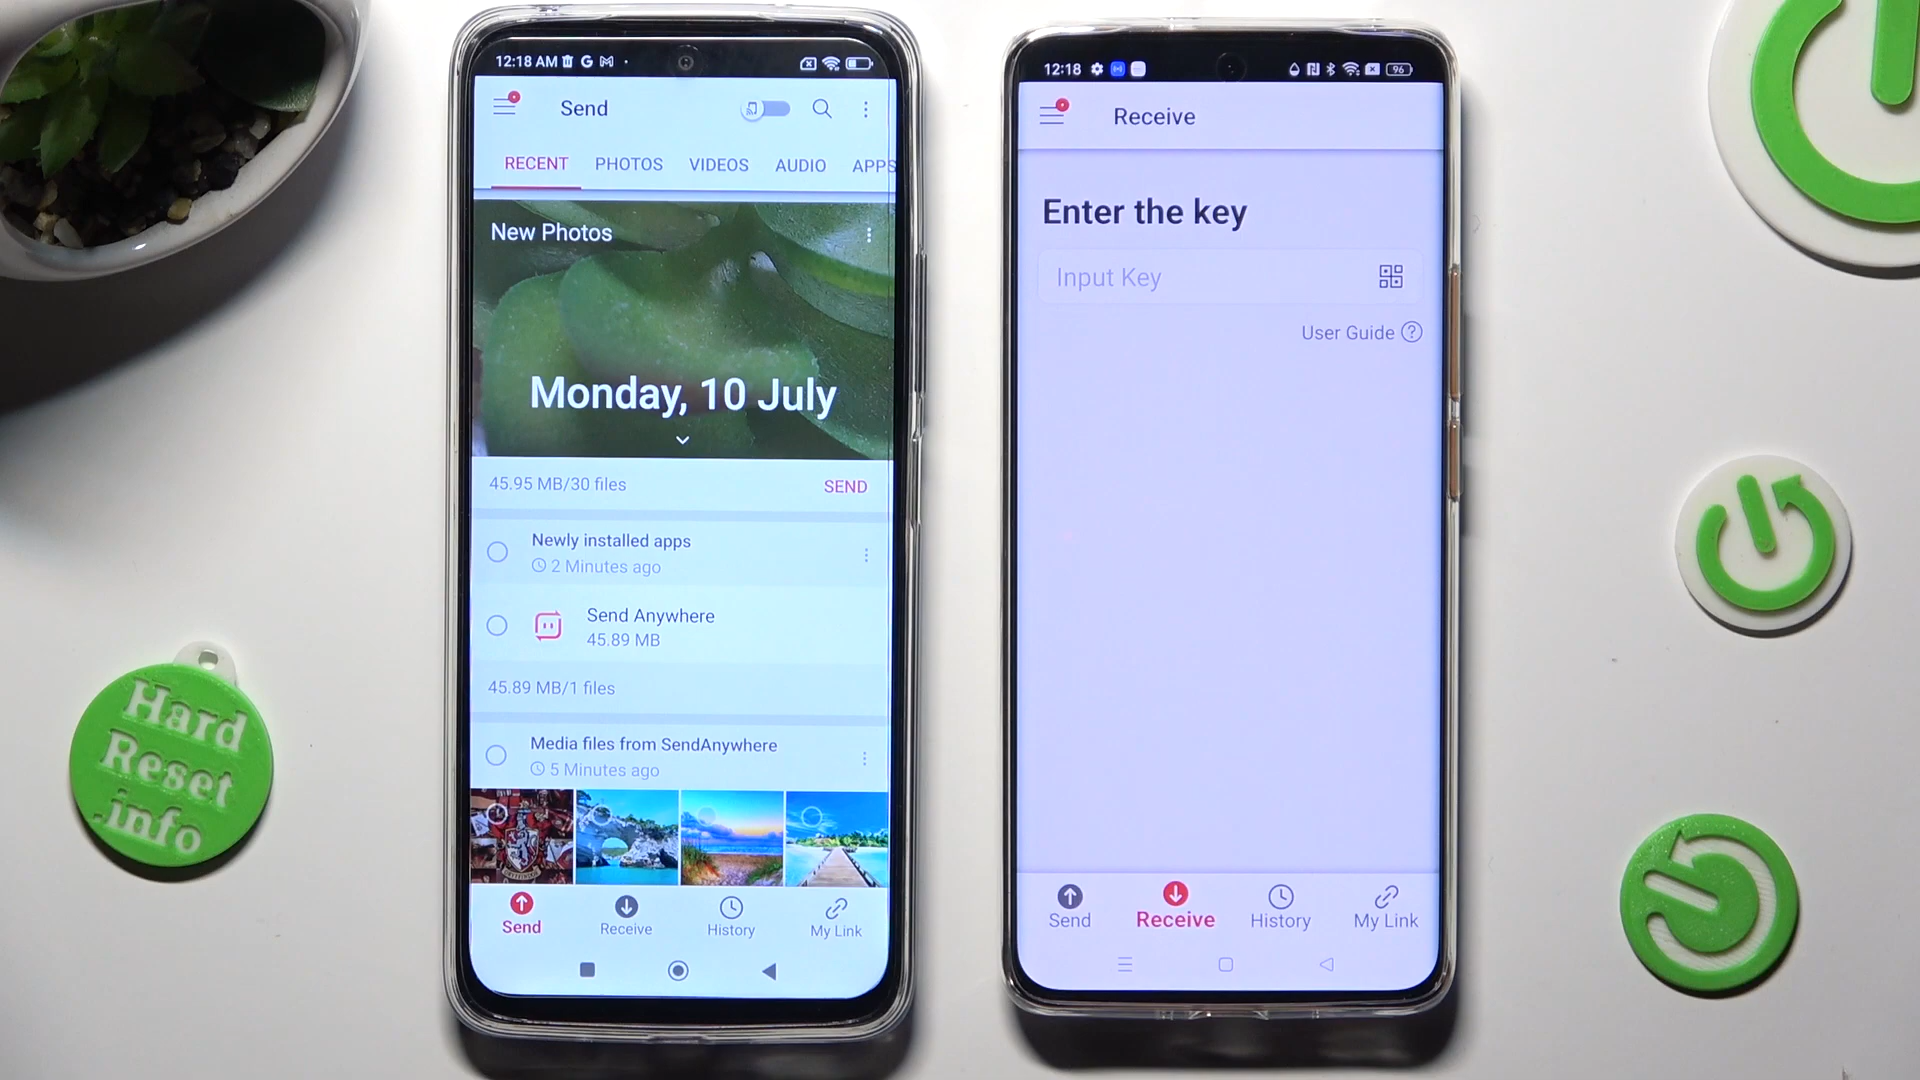 12:18 AM
Send
RECENT PHOTOS VIDEOS AUDIO APPS
New Photos
Monday, 10 July
45.95 MB/30 files SEND
Newly installed apps
2 Minutes ago
Send Anywhere
45.89 MB
45.89 MB/1 files
Media files from SendAnywhere
5 Minutes ago
GRYFFINDOR
Send Receive History My Link
12:18 96
Receive
Enter the key
Input Key
User Guide ?
Send Receive History My Link
Hard
Reset
.info